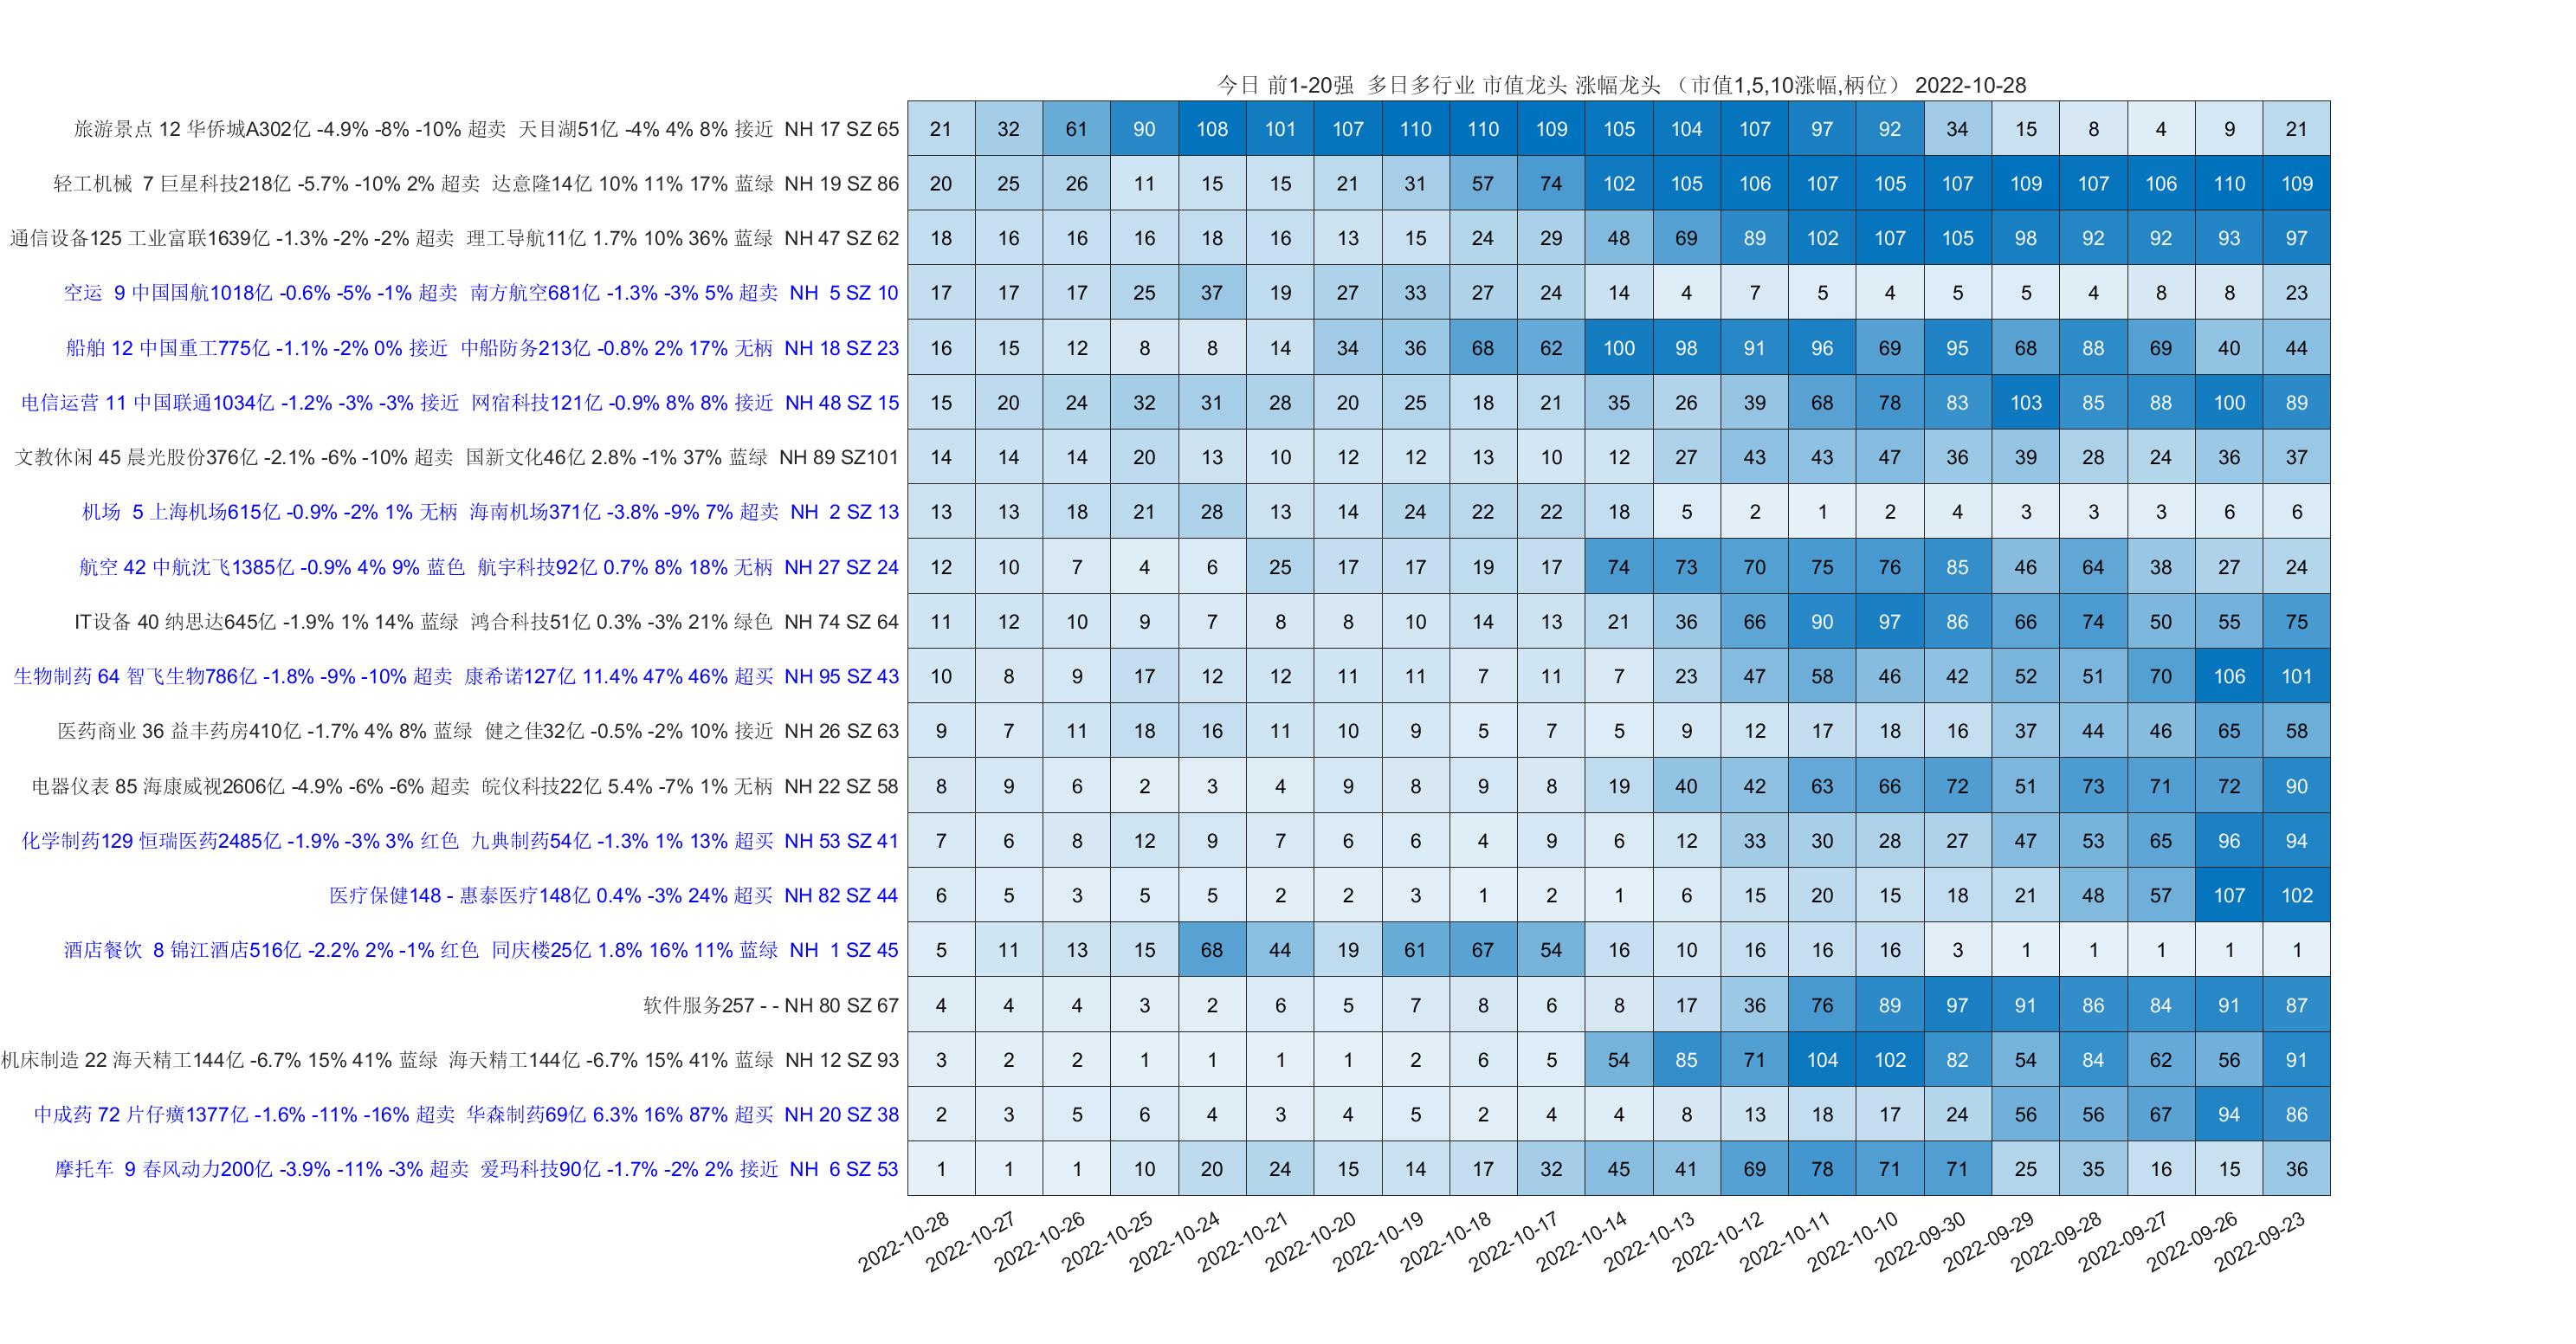 今日 前1-20强 多日多行业 市值龙头 涨幅龙头 （市值1,5,10涨幅,柄位） 2022-10-28
旅游景点 12 华侨城A302亿 -4.9% -8% -10% 超卖 天目湖51亿 -4% 4% 8% 接近 NH 17 SZ 65 21 32 61 90 108 101 107 110 110 109 105 104 107 97 92 34 15 8 4 9 21
轻工机械 7 巨星科技218亿 -5.7% -10% 2% 超卖 达意隆14亿 10% 11% 17% 蓝绿 NH 19 SZ 86 20 25 26 11 15 15 21 31 57 74 102 105 106 107 105 107 109 107 106 110 109
通信设备125 工业富联1639亿 -1.3% -2% -2% 超卖 理工导航11亿 1.7% 10% 36% 蓝绿 NH 47 SZ 62 18 16 16 16 18 16 13 15 24 29 48 69 89 102 107 105 98 92 92 93 97
空运 9 中国国航1018亿 -0.6% -5% -1% 超卖 南方航空681亿 -1.3% -3% 5% 超卖 NH 5 SZ 10 17 17 17 25 37 19 27 33 27 24 14 4 7 5 4 5 5 4 8 8 23
船舶 12 中国重工775亿 -1.1% -2% 0% 接近 中船防务213亿 -0.8% 2% 17% 无柄 NH 18 SZ 23 16 15 12 8 8 14 34 36 68 62 100 98 91 96 69 95 68 88 69 40 44
电信运营 11 中国联通1034亿 -1.2% -3% -3% 接近 网宿科技121亿 -0.9% 8% 8% 接近 NH 48 SZ 15 15 20 24 32 31 28 20 25 18 21 35 26 39 68 78 83 103 85 88 100 89
文教休闲 45 晨光股份376亿 -2.1% -6% -10% 超卖 国新文化46亿 2.8% -1% 37% 蓝绿 NH 89 SZ101 14 14 14 20 13 10 12 12 13 10 12 27 43 43 47 36 39 28 24 36 37
机场 5 上海机场615亿 -0.9% -2% 1% 无柄 海南机场371亿 -3.8% -9% 7% 超卖 NH 2 SZ 13 13 13 18 21 28 13 14 24 22 22 18 5 2 1 2 4 3 3 3 6 6
航空 42 中航沈飞1385亿 -0.9% 4% 9% 蓝色 航宇科技92亿 0.7% 8% 18% 无柄 NH 27 SZ 24 12 10 7 4 6 25 17 17 19 17 74 73 70 75 76 85 46 64 38 27 24
IT设备 40 纳思达645亿 -1.9% 1% 14% 蓝绿 鸿合科技51亿 0.3% -3% 21% 绿色 NH 74 SZ 64 11 12 10 9 7 8 8 10 14 13 21 36 66 90 97 86 66 74 50 55 75
生物制药 64 智飞生物786亿 -1.8% -9% -10% 超卖 康希诺127亿 11.4% 47% 46% 超买 NH 95 SZ 43 10 8 9 17 12 12 11 11 7 11 7 23 47 58 46 42 52 51 70 106 101
医药商业 36 益丰药房410亿 -1.7% 4% 8% 蓝绿 健之佳32亿 -0.5% -2% 10% 接近 NH 26 SZ 63 9 7 11 18 16 11 10 9 5 7 5 9 12 17 18 16 37 44 46 65 58
电器仪表 85 海康威视2606亿 -4.9% -6% -6% 超卖 皖仪科技22亿 5.4% -7% 1% 无柄 NH 22 SZ 58 8 9 6 2 3 4 9 8 9 8 19 40 42 63 66 72 51 73 71 72 90
化学制药129 恒瑞医药2485亿 -1.9% -3% 3% 红色 九典制药54亿 -1.3% 1% 13% 超买 NH 53 SZ 41 7 6 8 12 9 7 6 6 4 9 6 12 33 30 28 27 47 53 65 96 94
医疗保健148 - 惠泰医疗148亿 0.4% -3% 24% 超买 NH 82 SZ 44 6 5 3 5 5 2 2 3 1 2 1 6 15 20 15 18 21 48 57 107 102
酒店餐饮 8 锦江酒店516亿 -2.2% 2% -1% 红色 同庆楼25亿 1.8% 16% 11% 蓝绿 NH 1 SZ 45 5 11 13 15 68 44 19 61 67 54 16 10 16 16 16 3 1 1 1 1 1
软件服务257 - - NH 80 SZ 67 4 4 4 3 2 6 5 7 8 6 8 17 36 76 89 97 91 86 84 91 87
机床制造 22 海天精工144亿 -6.7% 15% 41% 蓝绿 海天精工144亿 -6.7% 15% 41% 蓝绿 NH 12 SZ 93 3 2 2 1 1 1 1 2 6 5 54 85 71 104 102 82 54 84 62 56 91
中成药 72 片仔癀1377亿 -1.6% -11% -16% 超卖 华森制药69亿 6.3% 16% 87% 超买 NH 20 SZ 38 2 3 5 6 4 3 4 5 2 4 4 8 13 18 17 24 56 56 67 94 86
摩托车 9 春风动力200亿 -3.9% -11% -3% 超卖 爱玛科技90亿 -1.7% -2% 2% 接近 NH 6 SZ 53 1 1 1 10 20 24 15 14 17 32 45 41 69 78 71 71 25 35 16 15 36
2022-10-28 2022-10-27 2022-10-26 2022-10-25 2022-10-24 2022-10-21 2022-10-20 2022-10-19 2022-10-18 2022-10-17 2022-10-14 2022-10-13 2022-10-12 2022-10-11 2022-10-10 2022-09-30 2022-09-29 2022-09-28 2022-09-27 2022-09-26 2022-09-23